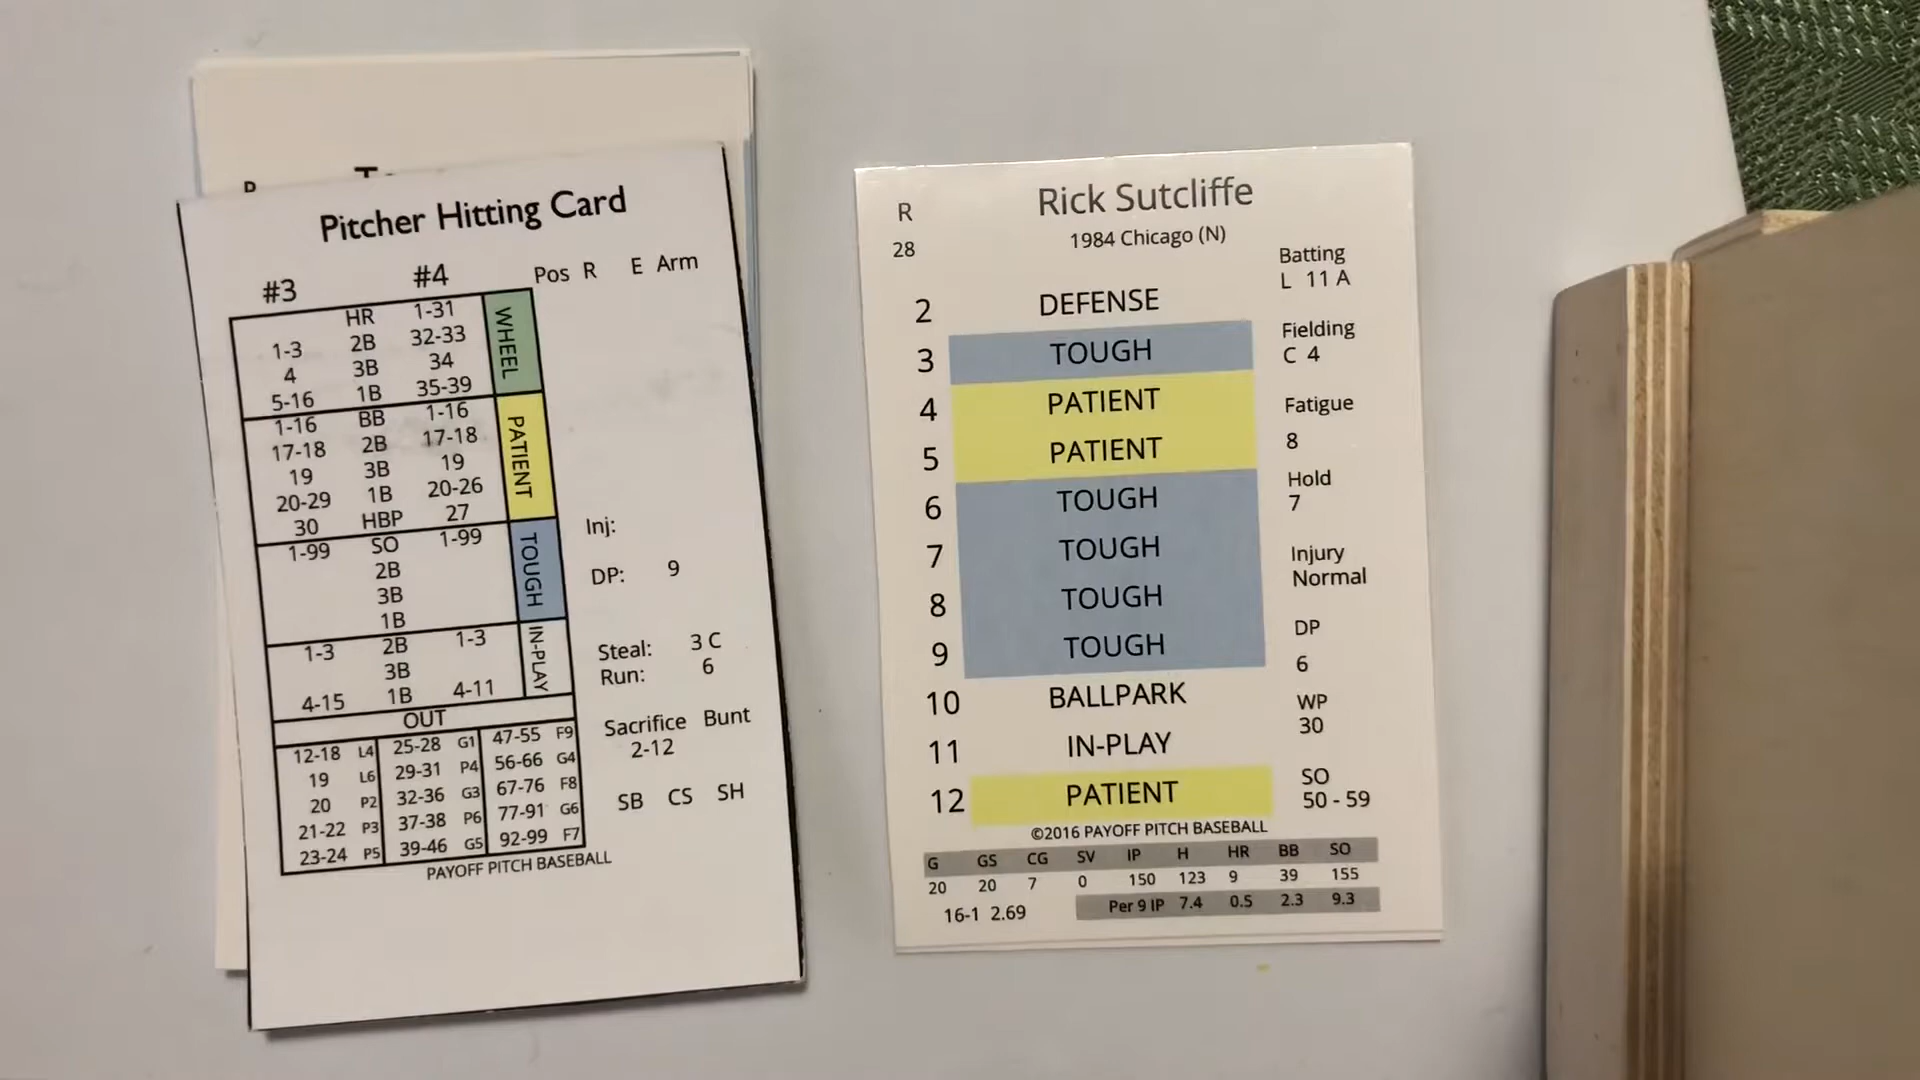 Pitcher Hitting Card
#3 #4 Pos R E Arm
HR 1-31 WHEEL
1-3 2B 32-33
4 3B 34
5-16 1B 35-39
1-16 BB 1-16 PATIENT
17-18 2B 17-18
19 3B 19
20-29 1B 20-26
30 HBP 27
1-99 SO 1-99 TOUGH
2B
3B
1B
1-3 2B 1-3 IN-PLAY
3B
4-15 1B 4-11
OUT
12-18 L4 25-28 G1 47-55 F9
19 L6 29-31 P4 56-66 G4
20 P2 32-36 G3 67-76 F8
21-22 P3 37-38 P6 77-91 G6
23-24 P5 39-46 G5 92-99 F7
PAYOFF PITCH BASEBALL
Inj:
DP: 9
Steal: 3 C
Run: 6
Sacrifice Bunt
2-12
SB CS SH
R
28
Rick Sutcliffe
1984 Chicago (N)
2 DEFENSE
3 TOUGH
4 PATIENT
5 PATIENT
6 TOUGH
7 TOUGH
8 TOUGH
9 TOUGH
10 BALLPARK
11 IN-PLAY
12 PATIENT
Batting
L 11 A
Fielding
C 4
Fatigue
8
Hold
7
Injury
Normal
DP
6
WP
30
SO
50 - 59
©2016 PAYOFF PITCH BASEBALL
G GS CG SV IP H HR BB SO
20 20 7 0 150 123 9 39 155
16-1 2.69 Per 9 IP 7.4 0.5 2.3 9.3